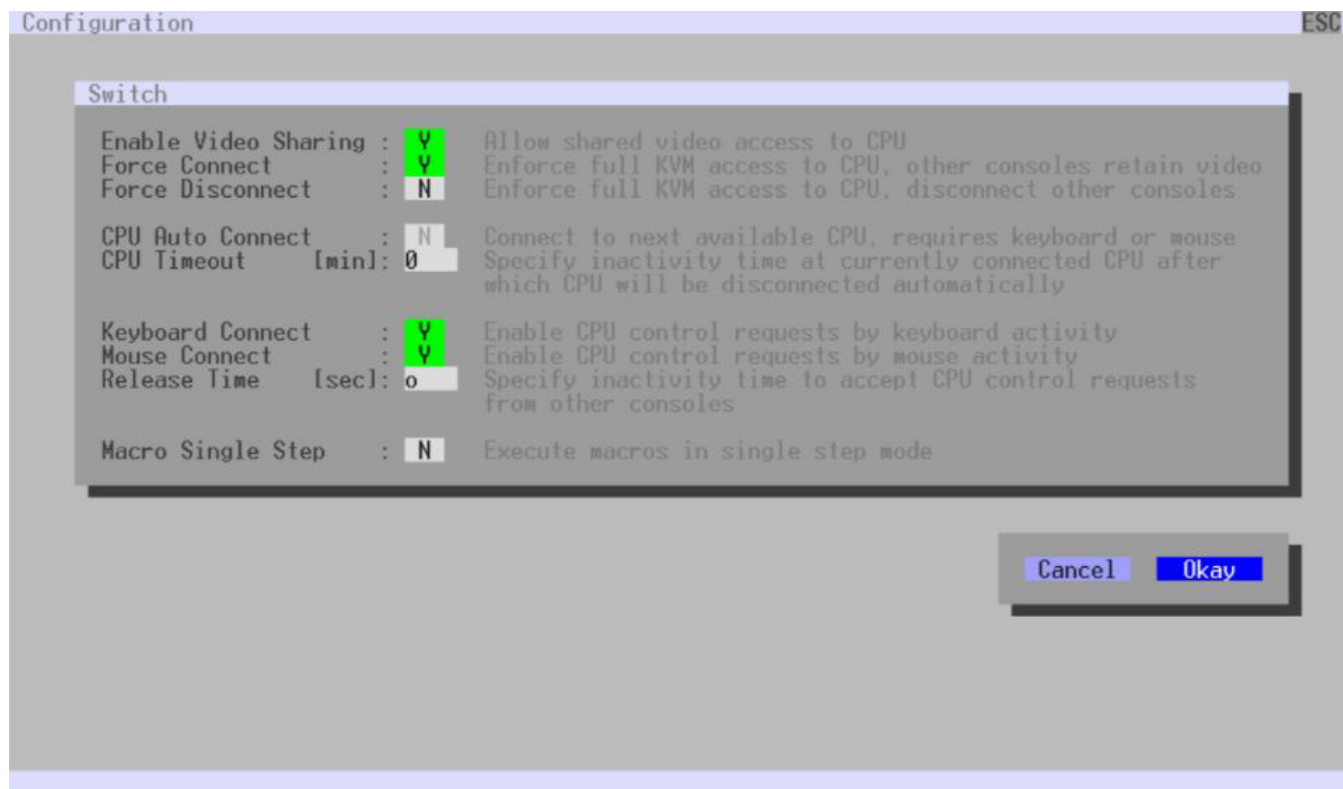 Configuration ESC
Switch
Enable Video Sharing : Y Allow shared video access to CPU
Force Connect : Y Enforce full KVM access to CPU, other consoles retain video
Force Disconnect : N Enforce full KVM access to CPU, disconnect other consoles
CPU Auto Connect : N Connect to next available CPU, requires keyboard or mouse
CPU Timeout [min]: 0 Specify inactivity time at currently connected CPU after
which CPU will be disconnected automatically
Keyboard Connect : Y Enable CPU control requests by keyboard activity
Mouse Connect : Y Enable CPU control requests by mouse activity
Release Time [sec]: o Specify inactivity time to accept CPU control requests
from other consoles
Macro Single Step : N Execute macros in single step mode
Cancel Okay